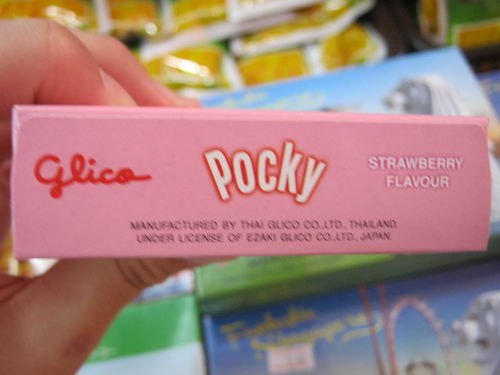 Glico
Pocky
STRAWBERRY
FLAVOUR
MANUFACTURED BY THAI GLICO CO.,LTD., THAILAND.
UNDER LICENSE OF EZAKI GLICO CO.,LTD., JAPAN.